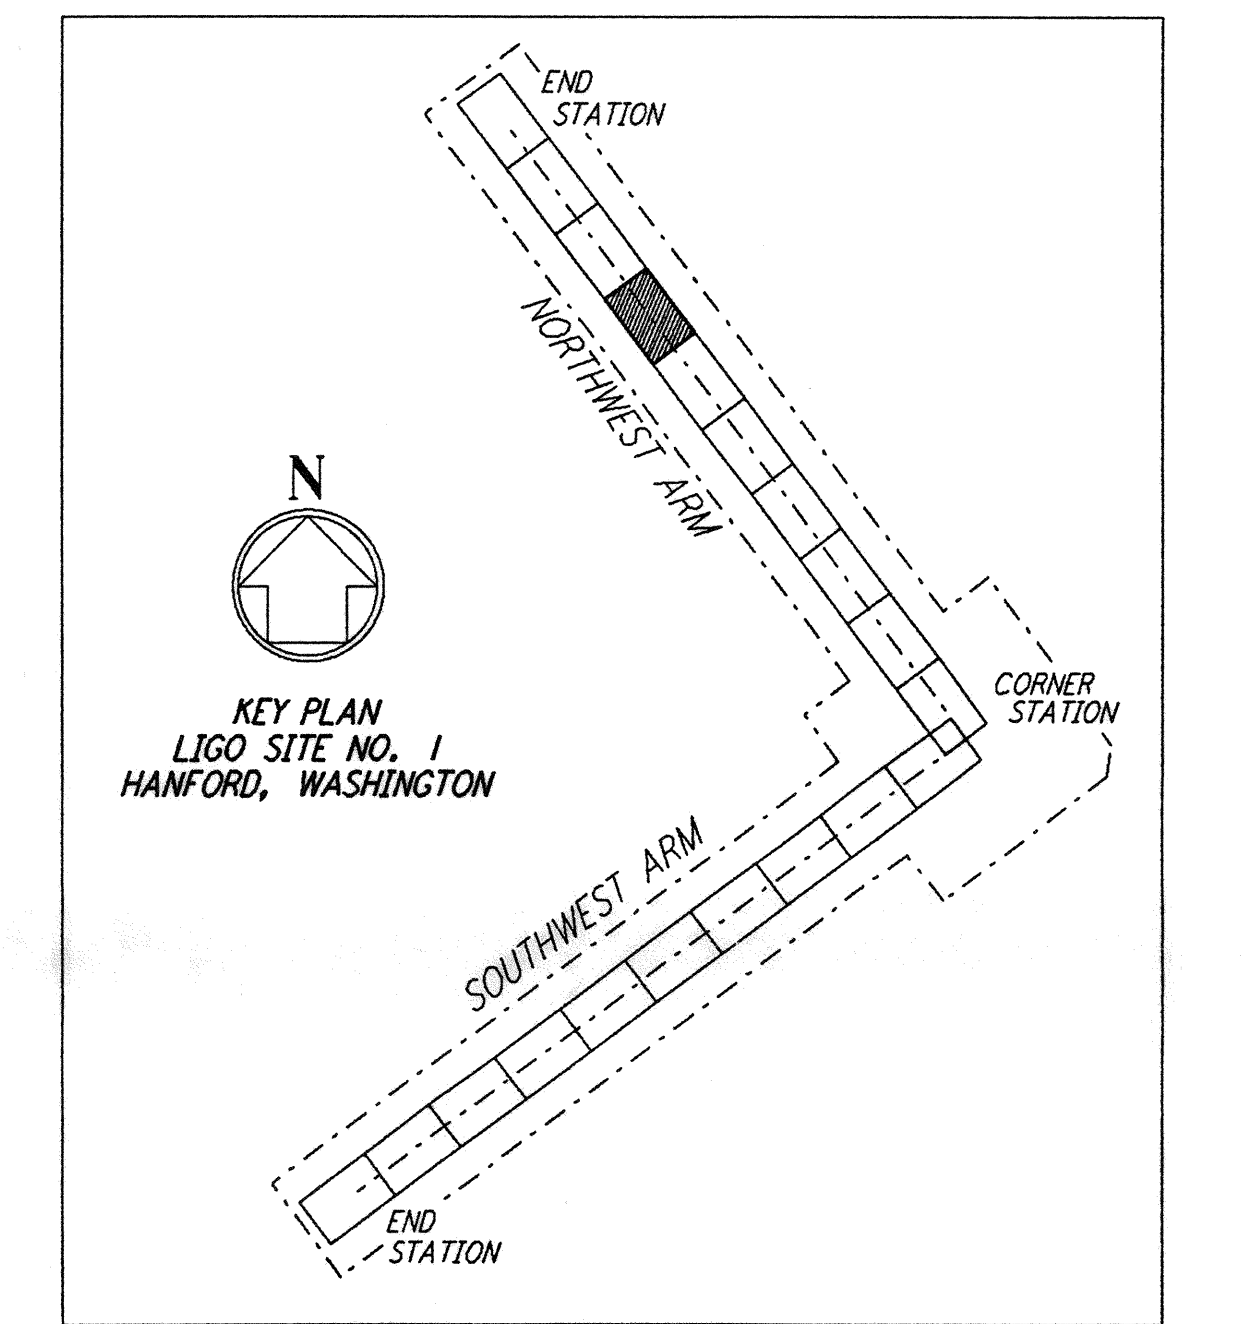 END
STATION
NORTHWEST ARM
N
CORNER
STATION
KEY PLAN
LIGO SITE NO. 1
HANFORD, WASHINGTON
SOUTHWEST ARM
END
STATION